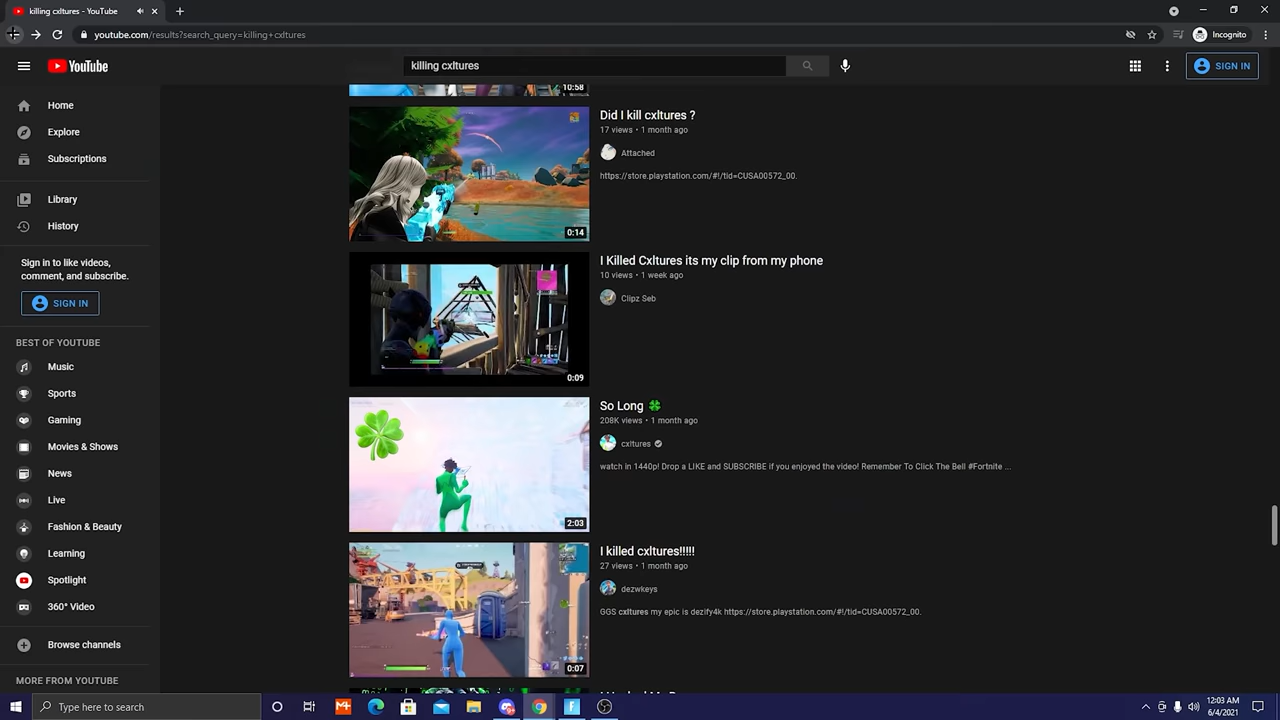 killing cxltures - YouTube
youtube.com/results?search_query=killing+cxltures
Incognito
YouTube
killing cxltures
SIGN IN
Home
Explore
Subscriptions
Library
History
Sign in to like videos,
comment, and subscribe.
SIGN IN
BEST OF YOUTUBE
Music
Sports
Gaming
Movies & Shows
News
Live
Fashion & Beauty
Learning
Spotlight
360° Video
Browse channels
MORE FROM YOUTUBE
10:58
Did I kill cxltures ?
17 views • 1 month ago
Attached
https://store.playstation.com/#!/tid=CUSA00572_00.
0:14
I Killed Cxltures its my clip from my phone
10 views • 1 week ago
Clipz Seb
0:09
So Long 🍀
208K views • 1 month ago
cxltures
watch in 1440p! Drop a LIKE and SUBSCRIBE if you enjoyed the video! Remember To Click The Bell #Fortnite ...
2:03
I killed cxltures!!!!!
27 views • 1 month ago
dezwkeys
GGS cxltures my epic is dezify4k https://store.playstation.com/#!/tid=CUSA00572_00.
0:07
Type here to search
12:03 AM
6/4/2021